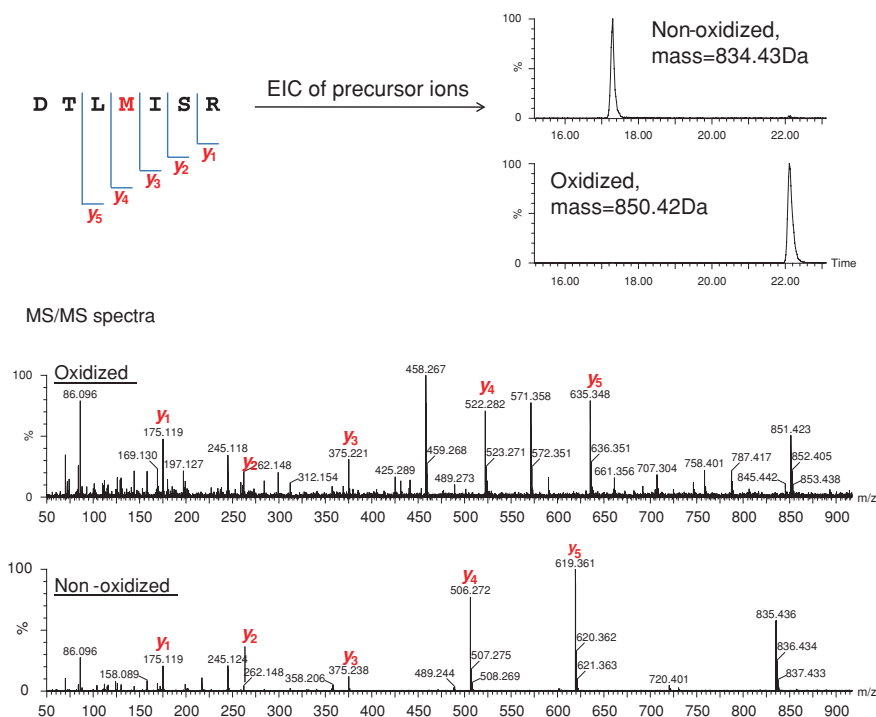 D T L M I S R
y1
y2
y3
y4
y5
EIC of precursor ions
100
%
0
Non-oxidized,
mass=834.43Da
16.00 18.00 20.00 22.00
100
%
0
Oxidized,
mass=850.42Da
Time
16.00 18.00 20.00 22.00
MS/MS spectra
Oxidized
100
%
0
86.096
169.130
y1
175.119
197.127
245.118
y2
262.148
312.154
y3
375.221
425.289
458.267
459.268
489.273
y4
522.282
523.271
571.358
572.351
y5
635.348
636.351
661.356
707.304
758.401
787.417
845.442
851.423
852.405
853.438
50 100 150 200 250 300 350 400 450 500 550 600 650 700 750 800 850 900 m/z
Non -oxidized
100
%
0
86.096
158.089
y1
175.119
245.124
y2
262.148
358.206
y3
375.238
489.244
y4
506.272
507.275
508.269
y5
619.361
620.362
621.363
720.401
835.436
836.434
837.433
50 100 150 200 250 300 350 400 450 500 550 600 650 700 750 800 850 900 m/z